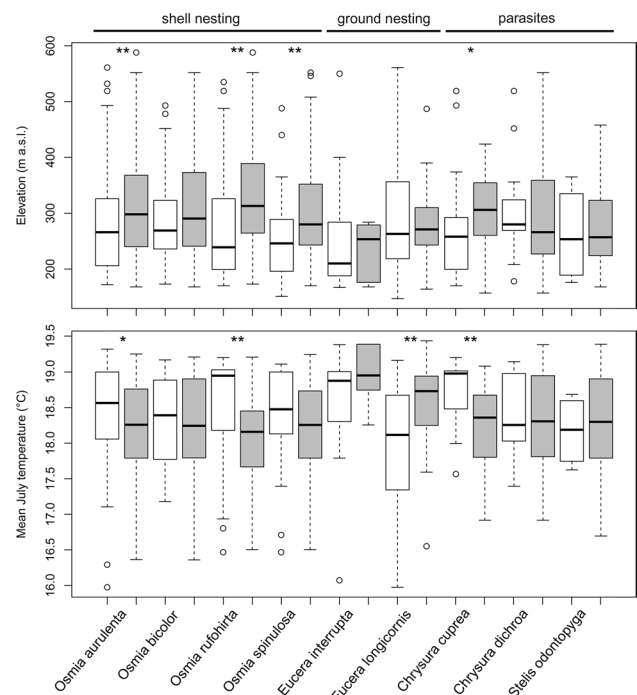 shell nesting ground nesting parasites
** ** ** *
600
500
400
300
200
Elevation (m a.s.l.)
* ** ** **
19.5
19.0
18.5
18.0
17.5
17.0
16.5
16.0
Mean July temperature (°C)
Osmia aurulenta
Osmia bicolor
Osmia rufohirta
Osmia spinulosa
Eucera interrupta
Eucera longicornis
Chrysura cuprea
Chrysura dichroa
Stelis odontopyga